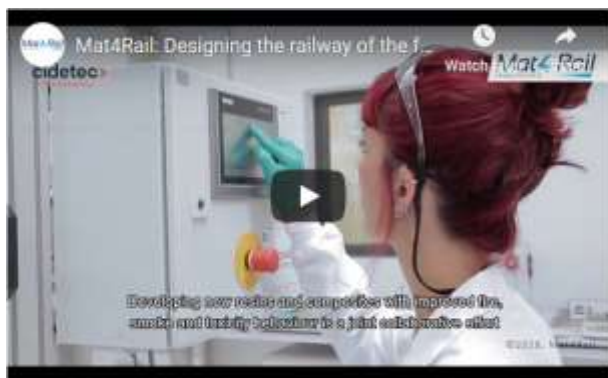 Mat4Rail: Designing the railway of the f...
cidetec>
Watch
Mat4Rail
Developing new resins and composites with improved fire,
smoke and toxicity behaviour is a joint collaborative effort